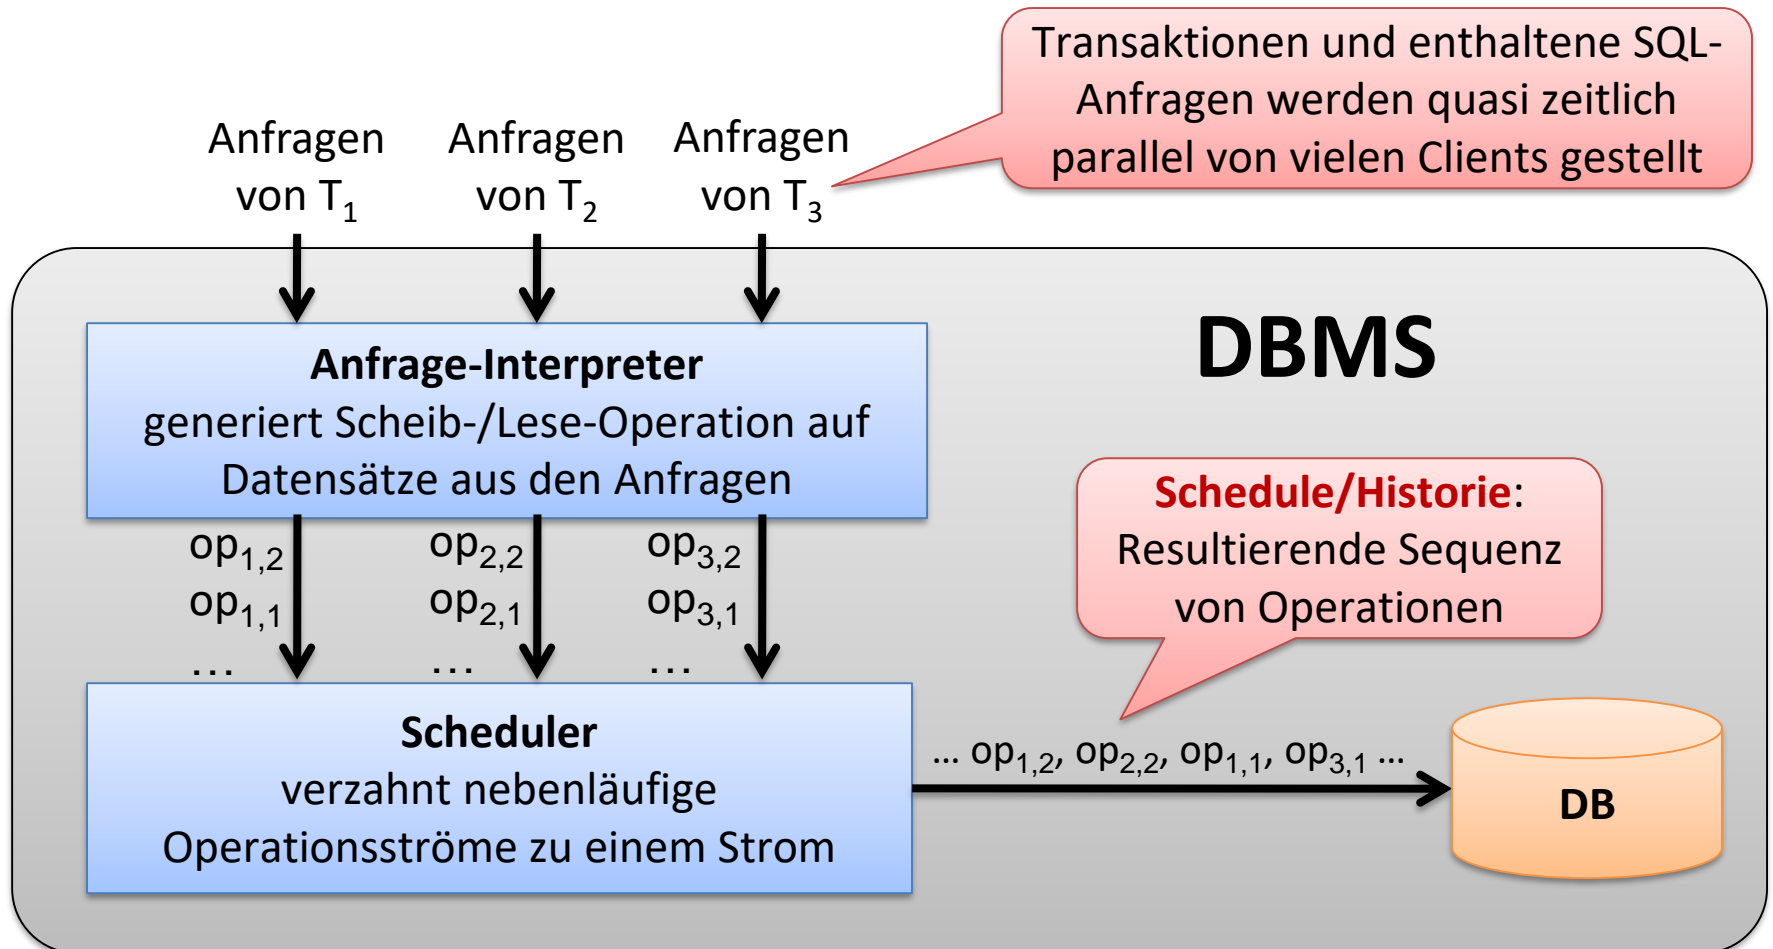 Transaktionen und enthaltene SQL-
Anfragen werden quasi zeitlich
parallel von vielen Clients gestellt
Anfragen
von T1
Anfragen
von T2
Anfragen
von T3
DBMS
Anfrage-Interpreter
generiert Scheib-/Lese-Operation auf
Datensätze aus den Anfragen
op1,2
op1,1
...
op2,2
op2,1
...
op3,2
op3,1
...
Schedule/Historie:
Resultierende Sequenz
von Operationen
Scheduler
verzahnt nebenläufige
Operationsströme zu einem Strom
... op1,2, op2,2, op1,1, op3,1 ...
DB